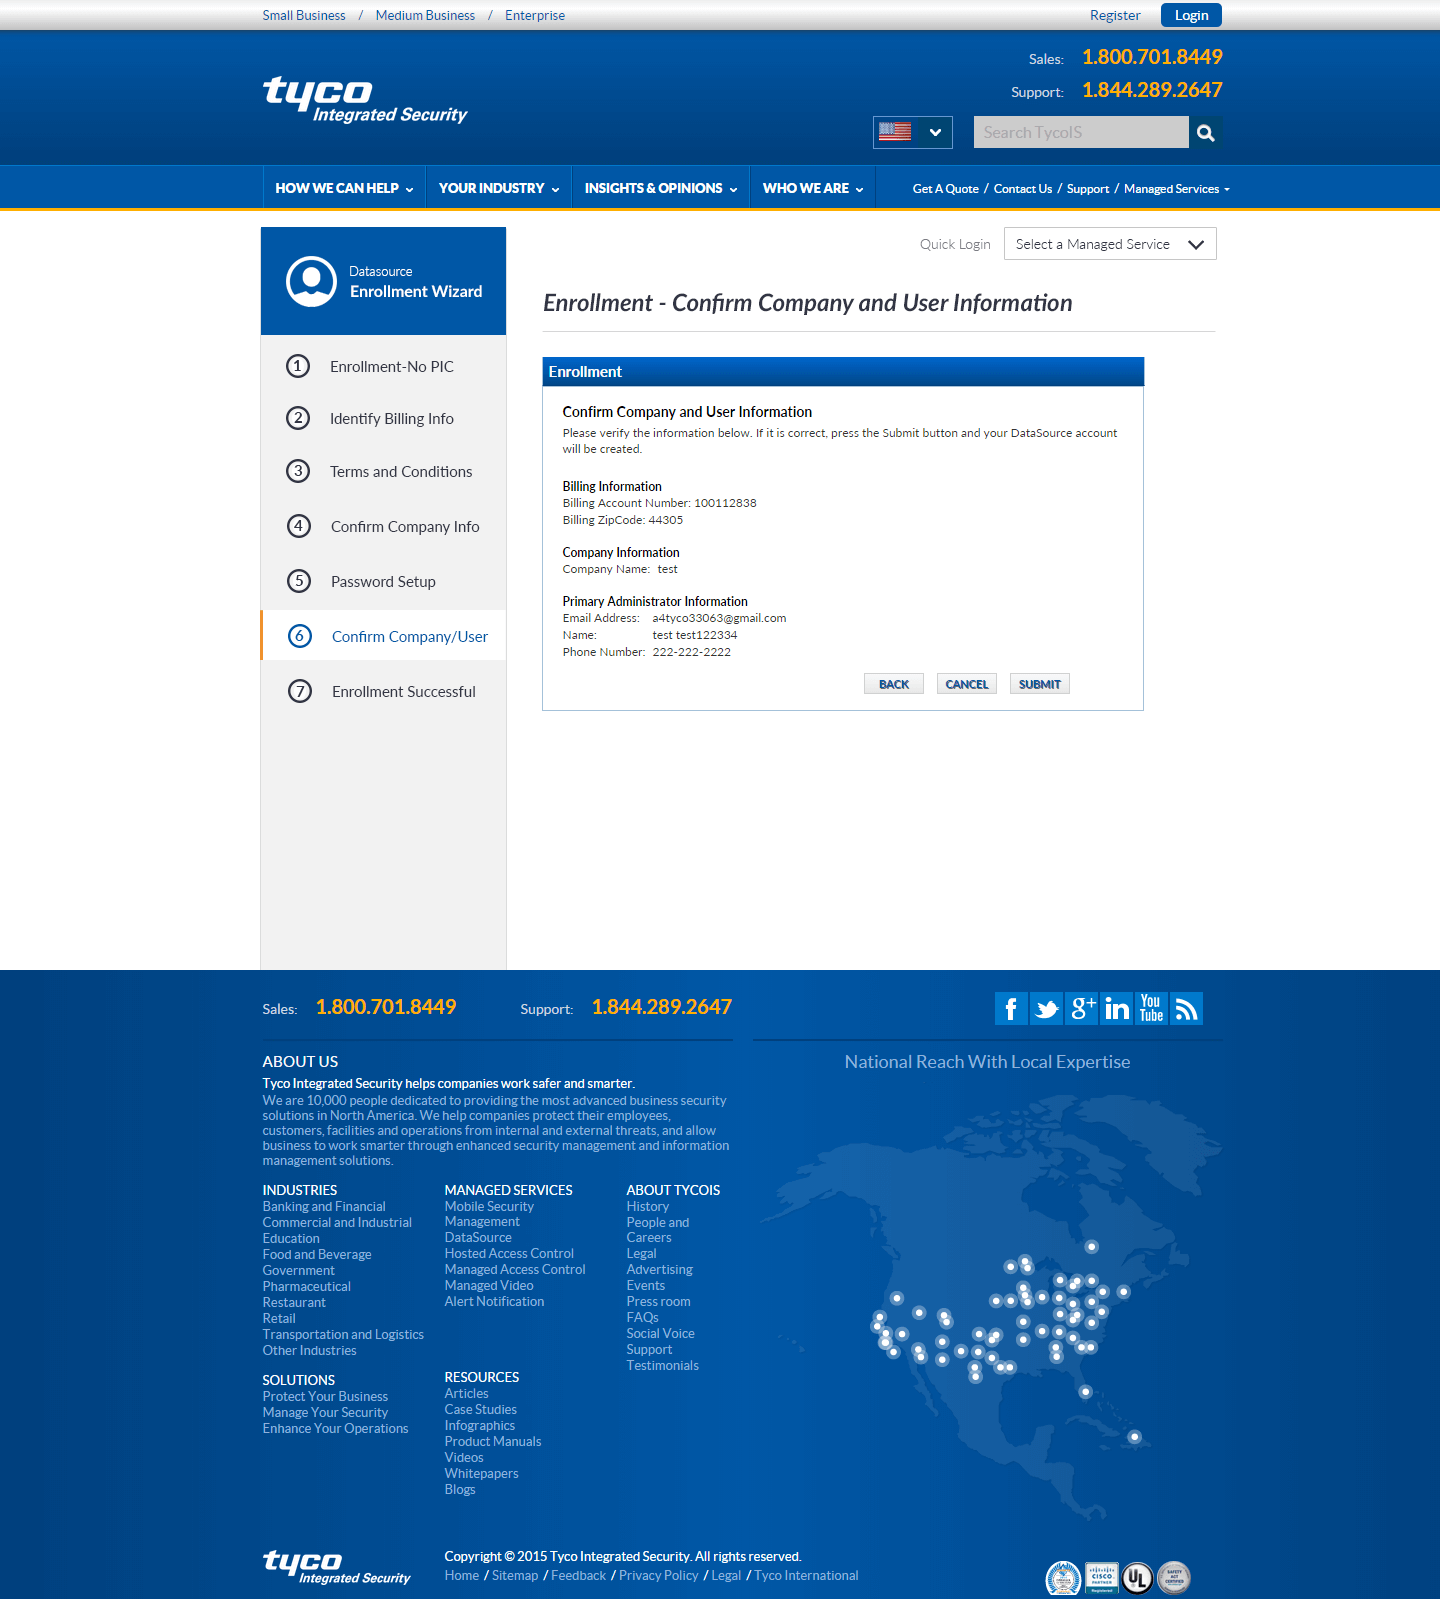 Small Business / Medium Business / Enterprise
Register Login
Sales: 1.800.701.8449
Support: 1.844.289.2647
tyco
Integrated Security
Search TycoIS
HOW WE CAN HELP YOUR INDUSTRY INSIGHTS & OPINIONS WHO WE ARE Get A Quote / Contact Us / Support / Managed Services
Quick Login Select a Managed Service
Datasource
Enrollment Wizard
1 Enrollment-No PIC
2 Identify Billing Info
3 Terms and Conditions
4 Confirm Company Info
5 Password Setup
6 Confirm Company/User
7 Enrollment Successful
Enrollment - Confirm Company and User Information
Enrollment
Confirm Company and User Information
Please verify the information below. If it is correct, press the Submit button and your DataSource account
will be created.
Billing Information
Billing Account Number: 100112838
Billing ZipCode: 44305
Company Information
Company Name: test
Primary Administrator Information
Email Address: a4tyco33063@gmail.com
Name: test test122334
Phone Number: 222-222-2222
BACK CANCEL SUBMIT
Sales: 1.800.701.8449 Support: 1.844.289.2647
f g+ in You Tube
ABOUT US
Tyco Integrated Security helps companies work safer and smarter.
We are 10,000 people dedicated to providing the most advanced business security
solutions in North America. We help companies protect their employees,
customers, facilities and operations from internal and external threats, and allow
business to work smarter through enhanced security management and information
management solutions.
National Reach With Local Expertise
INDUSTRIES
Banking and Financial
Commercial and Industrial
Education
Food and Beverage
Government
Pharmaceutical
Restaurant
Retail
Transportation and Logistics
Other Industries
SOLUTIONS
Protect Your Business
Manage Your Security
Enhance Your Operations
MANAGED SERVICES
Mobile Security
Management
DataSource
Hosted Access Control
Managed Access Control
Managed Video
Alert Notification
RESOURCES
Articles
Case Studies
Infographics
Product Manuals
Videos
Whitepapers
Blogs
ABOUT TYCOIS
History
People and
Careers
Legal
Advertising
Events
Press room
FAQs
Social Voice
Support
Testimonials
tyco
Integrated Security
Copyright © 2015 Tyco Integrated Security. All rights reserved.
Home / Sitemap / Feedback / Privacy Policy / Legal / Tyco International
CISCO
PARTNER
Registered
UL
SAFETY
ACT
CERTIFIED